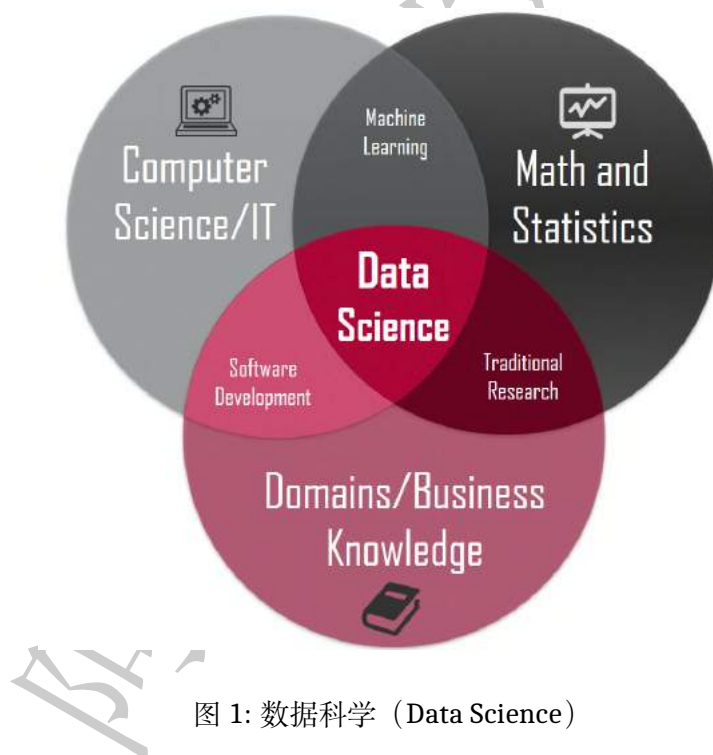 Machine
Learning
Computer
Science/IT
Math and
Statistics
Data
Science
Software
Development
Traditional
Research
Domains/Business
Knowledge
图 1: 数据科学（Data Science）